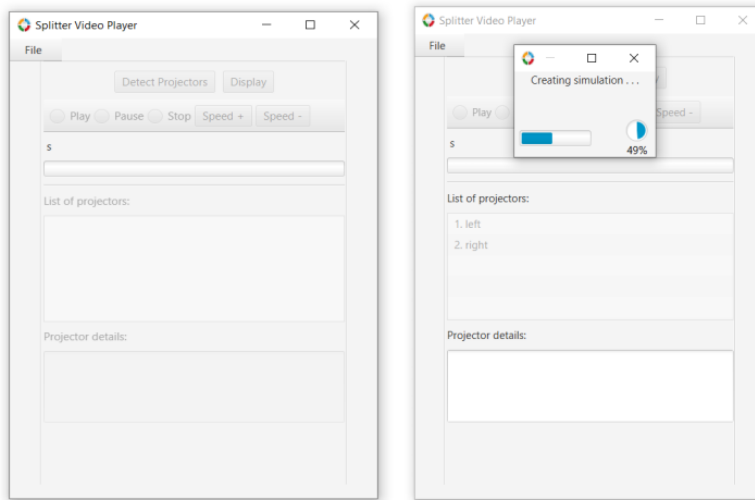 Splitter Video Player
File
Detect Projectors Display
Play Pause Stop Speed + Speed -
s
List of projectors:
Projector details:
Splitter Video Player
File
Creating simulation . . .
49%
Play Speed -
s
List of projectors:
1. left
2. right
Projector details: